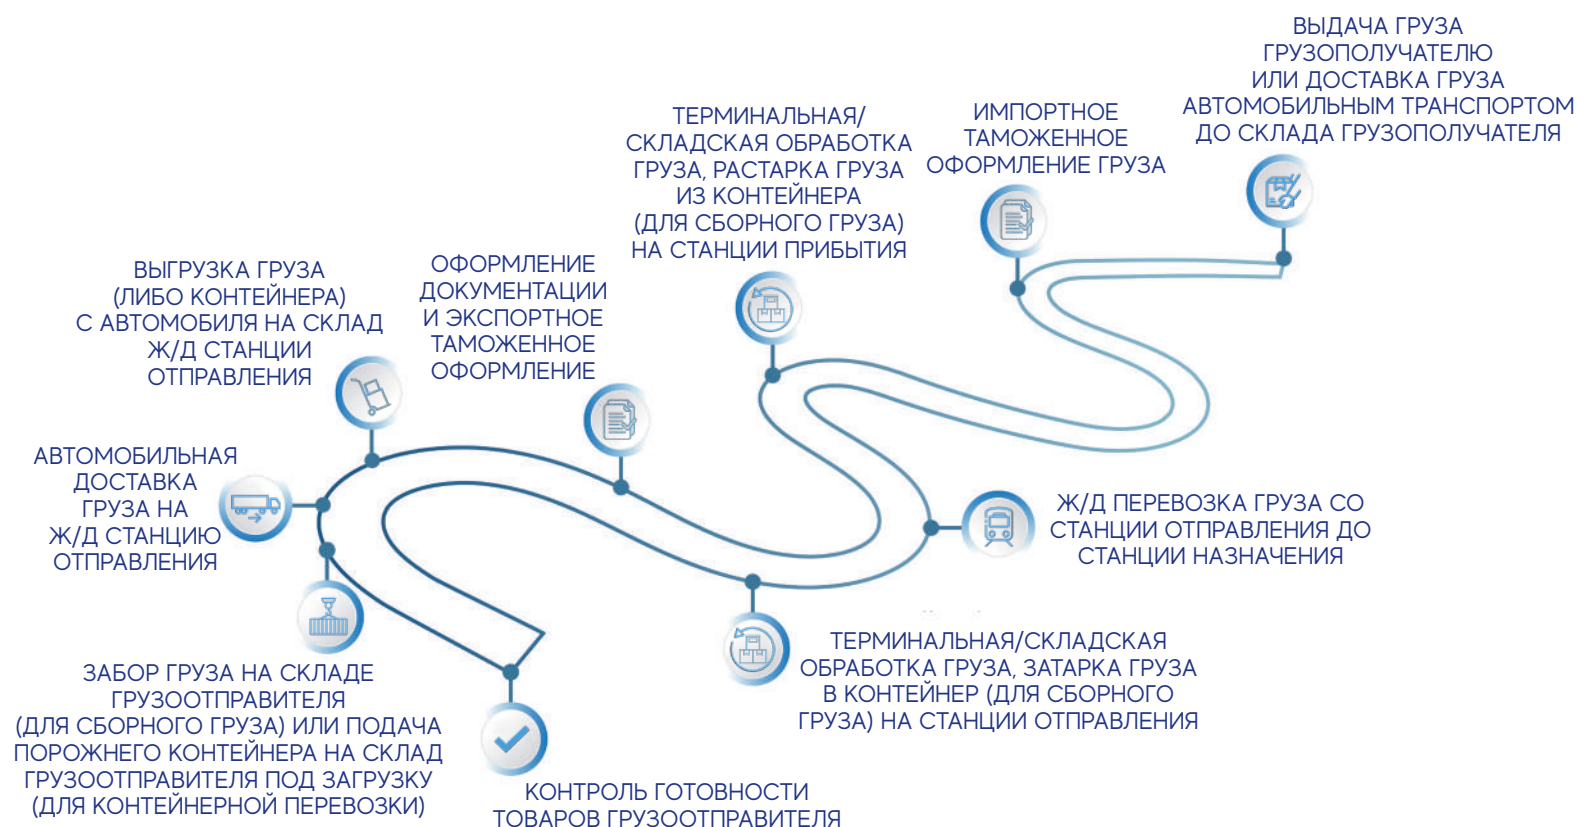 ВЫДАЧА ГРУЗА
ГРУЗОПОЛУЧАТЕЛЮ
ИЛИ ДОСТАВКА ГРУЗА
АВТОМОБИЛЬНЫМ ТРАНСПОРТОМ
ДО СКЛАДА ГРУЗОПОЛУЧАТЕЛЯ
ИМПОРТНОЕ
ТАМОЖЕННОЕ
ОФОРМЛЕНИЕ ГРУЗА
ТЕРМИНАЛЬНАЯ/
СКЛАДСКАЯ ОБРАБОТКА
ГРУЗА, РАСТАРКА ГРУЗА
ИЗ КОНТЕЙНЕРА
(ДЛЯ СБОРНОГО ГРУЗА)
НА СТАНЦИИ ПРИБЫТИЯ
ОФОРМЛЕНИЕ
ДОКУМЕНТАЦИИ
И ЭКСПОРТНОЕ
ТАМОЖЕННОЕ
ОФОРМЛЕНИЕ
ВЫГРУЗКА ГРУЗА
(ЛИБО КОНТЕЙНЕРА)
С АВТОМОБИЛЯ НА СКЛАД
Ж/Д СТАНЦИИ
ОТПРАВЛЕНИЯ
АВТОМОБИЛЬНАЯ
ДОСТАВКА
ГРУЗА НА
Ж/Д СТАНЦИЮ
ОТПРАВЛЕНИЯ
Ж/Д ПЕРЕВОЗКА ГРУЗА СО
СТАНЦИИ ОТПРАВЛЕНИЯ ДО
СТАНЦИИ НАЗНАЧЕНИЯ
ТЕРМИНАЛЬНАЯ/СКЛАДСКАЯ
ОБРАБОТКА ГРУЗА, ЗАТАРКА ГРУЗА
В КОНТЕЙНЕР (ДЛЯ СБОРНОГО
ГРУЗА) НА СТАНЦИИ ОТПРАВЛЕНИЯ
ЗАБОР ГРУЗА НА СКЛАДЕ
ГРУЗООТПРАВИТЕЛЯ
(ДЛЯ СБОРНОГО ГРУЗА) ИЛИ ПОДАЧА
ПОРОЖНЕГО КОНТЕЙНЕРА НА СКЛАД
ГРУЗООТПРАВИТЕЛЯ ПОД ЗАГРУЗКУ
(ДЛЯ КОНТЕЙНЕРНОЙ ПЕРЕВОЗКИ)
КОНТРОЛЬ ГОТОВНОСТИ
ТОВАРОВ ГРУЗООТПРАВИТЕЛЯ